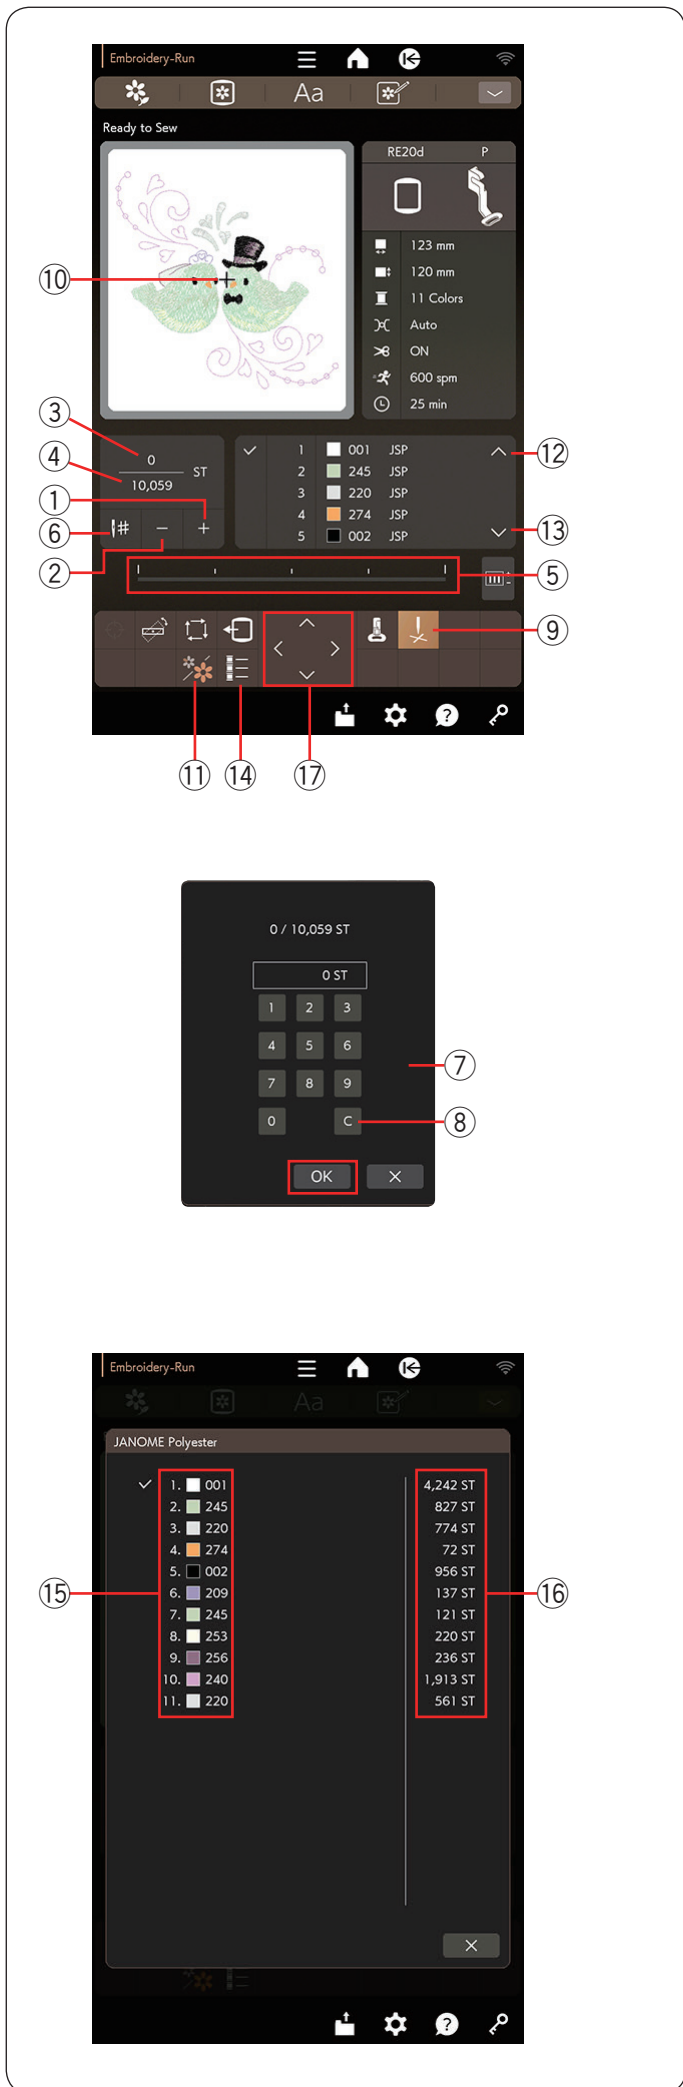 Embroidery-Run
Aa
Ready to Sew
RE20d P
123 mm
120 mm
11 Colors
Auto
ON
600 spm
25 min
⑩
③
④
①
⑥
②
0
10,059
ST
#
− +
1 001 JSP
2 245 JSP
3 220 JSP
4 274 JSP
5 002 JSP
⑫
⑬
⑤
⑨
?
⑪ ⑭ ⑰
0 / 10,059 ST
0 ST
1 2 3
4 5 6
7 8 9
0 C
OK ×
⑦
⑧
Embroidery-Run
Aa
JANOME Polyester
1. 001 4,242 ST
2. 245 827 ST
3. 220 774 ST
4. 274 72 ST
5. 002 956 ST
6. 209 137 ST
7. 245 121 ST
8. 253 220 ST
9. 256 236 ST
10. 240 1,913 ST
11. 220 561 ST
⑮ ⑯
×
?